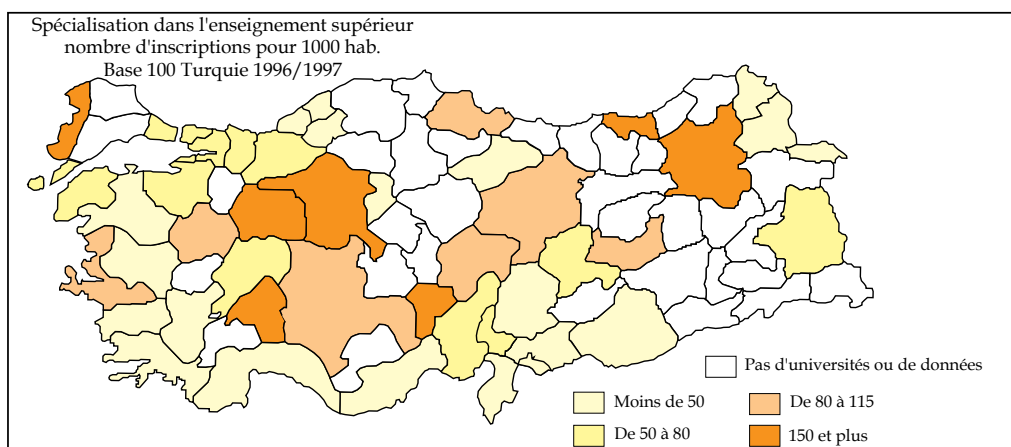 Spécialisation dans l'enseignement supérieur
nombre d'inscriptions pour 1000 hab.
Base 100 Turquie 1996/1997
Pas d'universités ou de données
Moins de 50
De 80 à 115
De 50 à 80
150 et plus